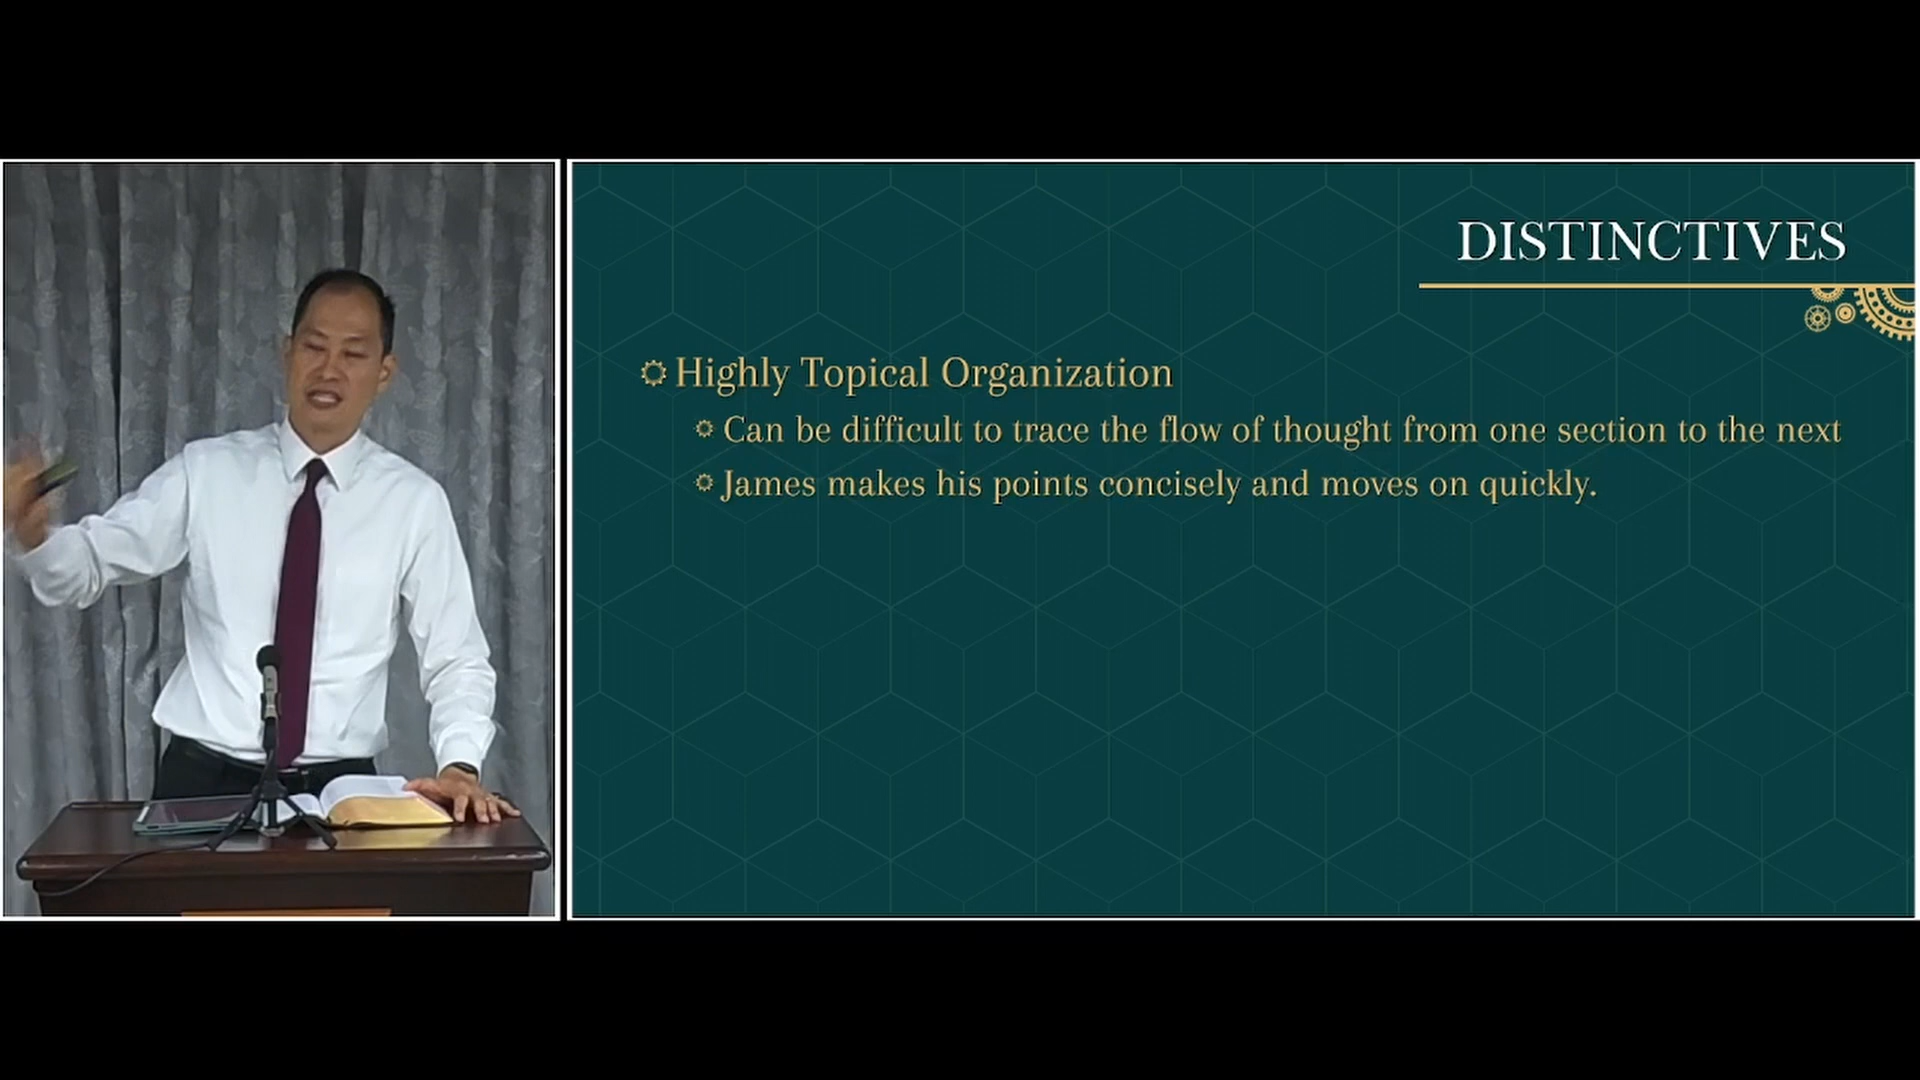 DISTINCTIVES
Highly Topical Organization
Can be difficult to trace the flow of thought from one section to the next
James makes his points concisely and moves on quickly.